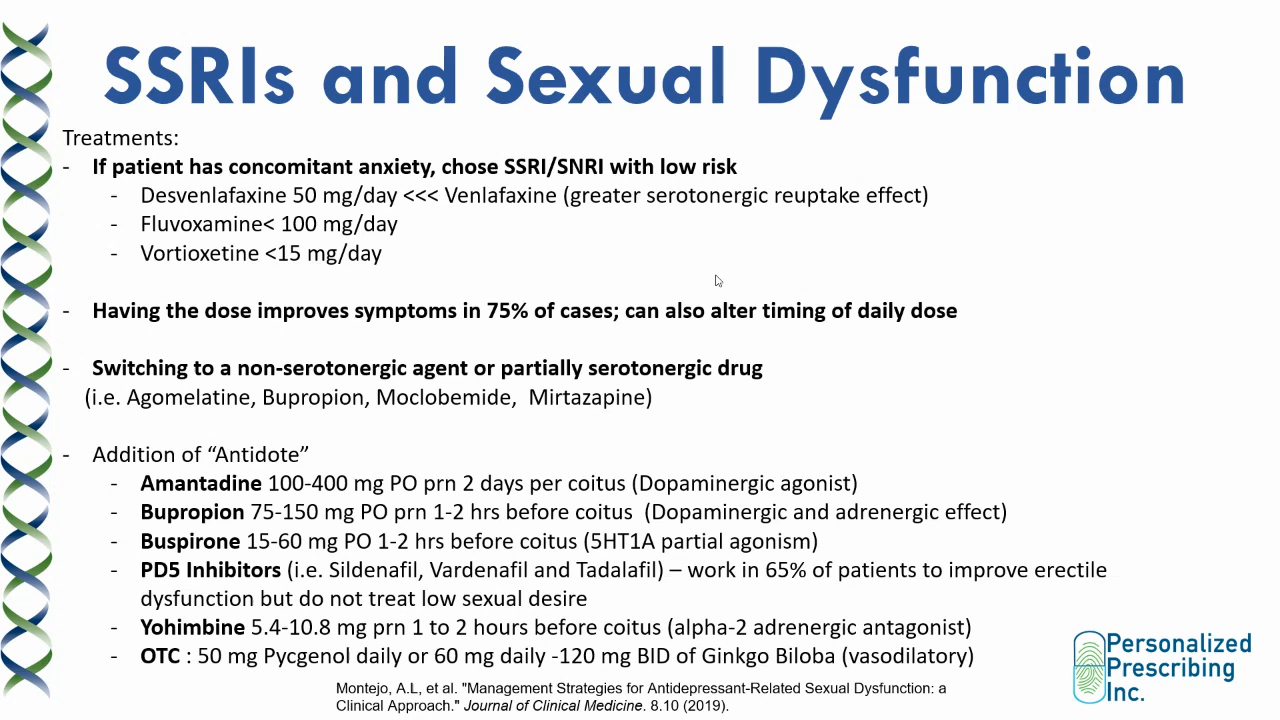 SSRIs and Sexual Dysfunction
Treatments:
- If patient has concomitant anxiety, chose SSRI/SNRI with low risk
- Desvenlafaxine 50 mg/day <<< Venlafaxine (greater serotonergic reuptake effect)
- Fluvoxamine< 100 mg/day
- Vortioxetine <15 mg/day
- Having the dose improves symptoms in 75% of cases; can also alter timing of daily dose
- Switching to a non-serotonergic agent or partially serotonergic drug
(i.e. Agomelatine, Bupropion, Moclobemide, Mirtazapine)
- Addition of “Antidote”
- Amantadine 100-400 mg PO prn 2 days per coitus (Dopaminergic agonist)
- Bupropion 75-150 mg PO prn 1-2 hrs before coitus (Dopaminergic and adrenergic effect)
- Buspirone 15-60 mg PO 1-2 hrs before coitus (5HT1A partial agonism)
- PD5 Inhibitors (i.e. Sildenafil, Vardenafil and Tadalafil) – work in 65% of patients to improve erectile
dysfunction but do not treat low sexual desire
- Yohimbine 5.4-10.8 mg prn 1 to 2 hours before coitus (alpha-2 adrenergic antagonist)
- OTC : 50 mg Pycgenol daily or 60 mg daily -120 mg BID of Ginkgo Biloba (vasodilatory)
Montejo, A.L, et al. "Management Strategies for Antidepressant-Related Sexual Dysfunction: a
Clinical Approach." Journal of Clinical Medicine. 8.10 (2019).
Personalized
Prescribing
Inc.